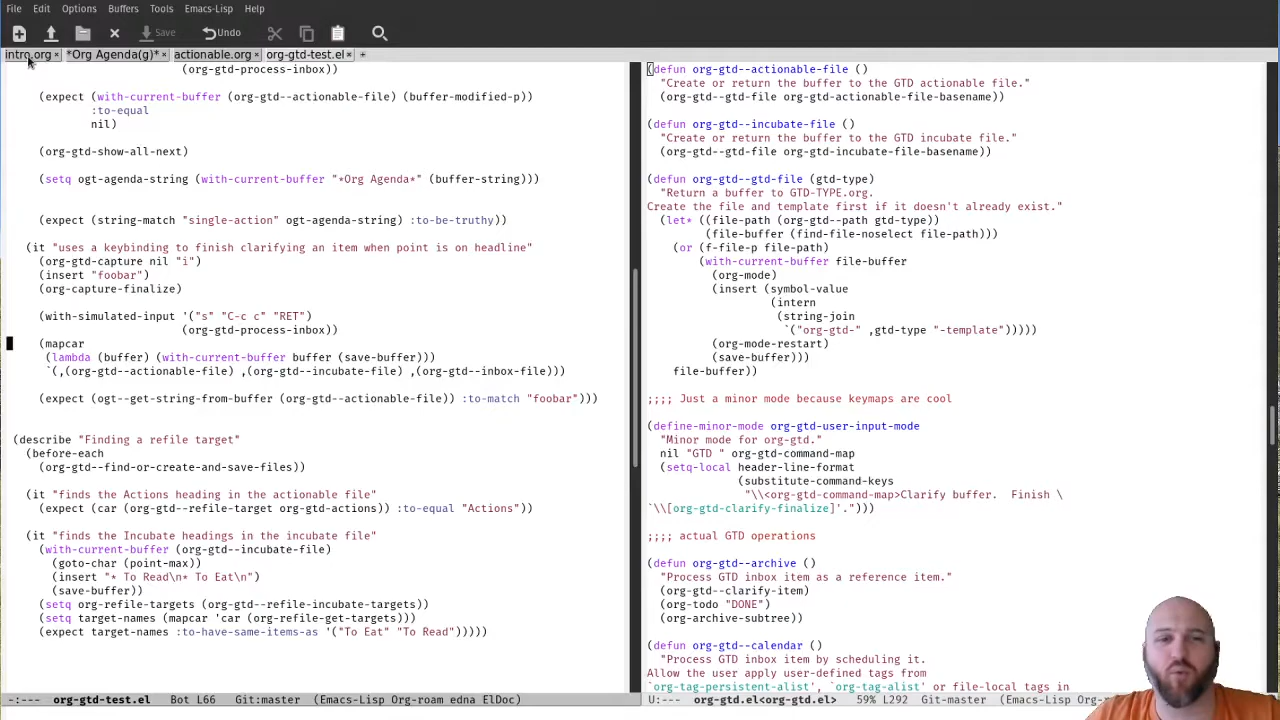 File Edit Options Buffers Tools Emacs-Lisp Help
Save Undo
intro.org × *Org Agenda(g)* × actionable.org × org-gtd-test.el × +
(org-gtd-process-inbox))
(expect (with-current-buffer (org-gtd--actionable-file) (buffer-modified-p))
:to-equal
nil)
(org-gtd-show-all-next)
(setq ogt-agenda-string (with-current-buffer "*Org Agenda*" (buffer-string)))
(expect (string-match "single-action" ogt-agenda-string) :to-be-truthy))
(it "uses a keybinding to finish clarifying an item when point is on headline"
(org-gtd-capture nil "i")
(insert "foobar")
(org-capture-finalize)
(with-simulated-input '("s" "C-c c" "RET")
(org-gtd-process-inbox))
(mapcar
(lambda (buffer) (with-current-buffer buffer (save-buffer)))
`(,(org-gtd--actionable-file) ,(org-gtd--incubate-file) ,(org-gtd--inbox-file)))
(expect (ogt--get-string-from-buffer (org-gtd--actionable-file)) :to-match "foobar")))
(describe "Finding a refile target"
(before-each
(org-gtd--find-or-create-and-save-files))
(it "finds the Actions heading in the actionable file"
(expect (car (org-gtd--refile-target org-gtd-actions)) :to-equal "Actions"))
(it "finds the Incubate headings in the incubate file"
(with-current-buffer (org-gtd--incubate-file)
(goto-char (point-max))
(insert "* To Read\n* To Eat\n")
(save-buffer))
(setq org-refile-targets (org-gtd--refile-incubate-targets))
(setq target-names (mapcar 'car (org-refile-get-targets)))
(expect target-names :to-have-same-items-as '("To Eat" "To Read")))))
-:--- org-gtd-test.el Bot L66 Git:master (Emacs-Lisp Org-roam edna ElDoc)
(defun org-gtd--actionable-file ()
"Create or return the buffer to the GTD actionable file."
(org-gtd--gtd-file org-gtd-actionable-file-basename))
(defun org-gtd--incubate-file ()
"Create or return the buffer to the GTD incubate file."
(org-gtd--gtd-file org-gtd-incubate-file-basename))
(defun org-gtd--gtd-file (gtd-type)
"Return a buffer to GTD-TYPE.org.
Create the file and template first if it doesn't already exist."
(let* ((file-path (org-gtd--path gtd-type))
(file-buffer (find-file-noselect file-path)))
(or (f-file-p file-path)
(with-current-buffer file-buffer
(org-mode)
(insert (symbol-value
(intern
(string-join
`("org-gtd-" ,gtd-type "-template")))))
(org-mode-restart)
(save-buffer)))
file-buffer))
;;;; Just a minor mode because keymaps are cool
(define-minor-mode org-gtd-user-input-mode
"Minor mode for org-gtd."
nil "GTD " org-gtd-command-map
(setq-local header-line-format
(substitute-command-keys
"\\<org-gtd-command-map>Clarify buffer.  Finish \
`\\[org-gtd-clarify-finalize]'.")))
;;;; actual GTD operations
(defun org-gtd--archive ()
"Process GTD inbox item as a reference item."
(org-gtd--clarify-item)
(org-todo "DONE")
(org-archive-subtree))
(defun org-gtd--calendar ()
"Process GTD inbox item by scheduling it.
Allow the user apply user-defined tags from
`org-tag-persistent-alist', `org-tag-alist' or file-local tags in
U:--- org-gtd.el<org-gtd.el> 59% L292 Git-master (Emacs-Lisp Org-r